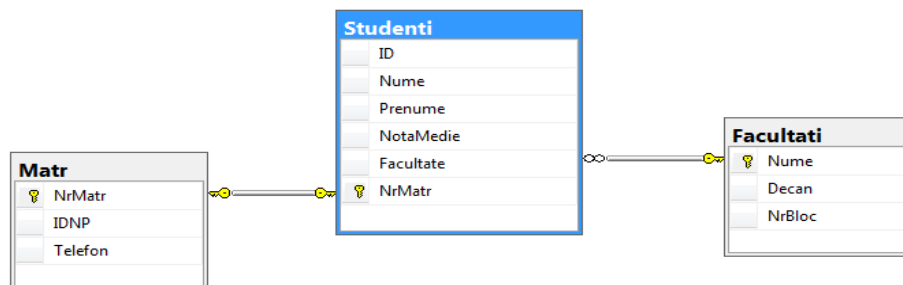 Studenti
ID
Nume
Prenume
NotaMedie
Facultate
NrMatr
Matr
NrMatr
IDNP
Telefon
Facultati
Nume
Decan
NrBloc